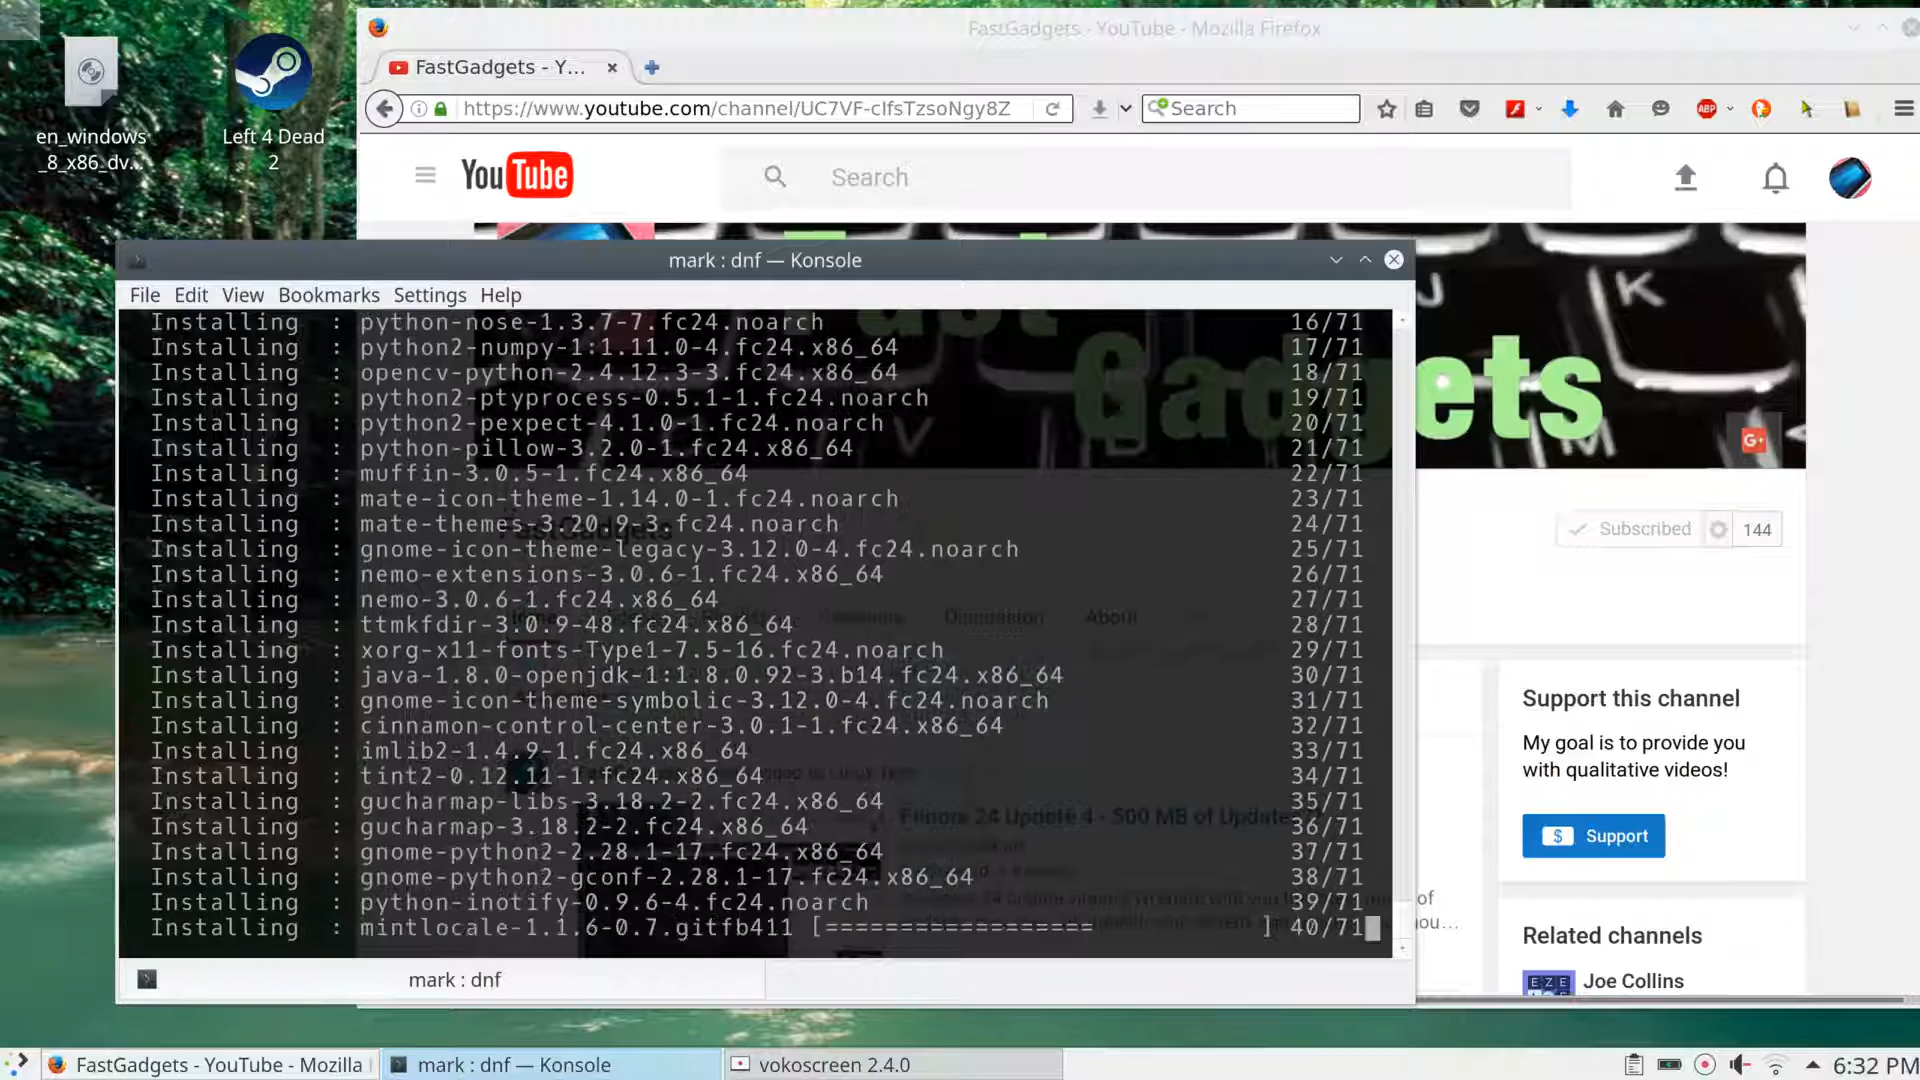 en_windows
_8_x86_dv...
Left 4 Dead
2
FastGadgets - YouTube - Mozilla Firefox
FastGadgets - Y...
https://www.youtube.com/channel/UC7VF-cIfsTzsoNgy8Z
Search
ABP
YouTube
Search
J
K
V
M
Gadgets
G+
mark : dnf — Konsole
File Edit View Bookmarks Settings Help
Installing : python-nose-1.3.7-7.fc24.noarch 16/71
Installing : python2-numpy-1:1.11.0-4.fc24.x86_64 17/71
Installing : opencv-python-2.4.12.3-3.fc24.x86_64 18/71
Installing : python2-ptyprocess-0.5.1-1.fc24.noarch 19/71
Installing : python2-pexpect-4.1.0-1.fc24.noarch 20/71
Installing : python-pillow-3.2.0-1.fc24.x86_64 21/71
Installing : muffin-3.0.5-1.fc24.x86_64 22/71
Installing : mate-icon-theme-1.14.0-1.fc24.noarch 23/71
Installing : mate-themes-3.20.9-3.fc24.noarch 24/71
Installing : gnome-icon-theme-legacy-3.12.0-4.fc24.noarch 25/71
Installing : nemo-extensions-3.0.6-1.fc24.x86_64 26/71
Installing : nemo-3.0.6-1.fc24.x86_64 27/71
Installing : ttmkfdir-3.0.9-48.fc24.x86_64 28/71
Installing : xorg-x11-fonts-Type1-7.5-16.fc24.noarch 29/71
Installing : java-1.8.0-openjdk-1:1.8.0.92-3.b14.fc24.x86_64 30/71
Installing : gnome-icon-theme-symbolic-3.12.0-4.fc24.noarch 31/71
Installing : cinnamon-control-center-3.0.1-1.fc24.x86_64 32/71
Installing : imlib2-1.4.9-1.fc24.x86_64 33/71
Installing : tint2-0.12.11-1.fc24.x86_64 34/71
Installing : gucharmap-libs-3.18.2-2.fc24.x86_64 35/71
Installing : gucharmap-3.18.2-2.fc24.x86_64 36/71
Installing : gnome-python2-2.28.1-17.fc24.x86_64 37/71
Installing : gnome-python2-gconf-2.28.1-17.fc24.x86_64 38/71
Installing : python-inotify-0.9.6-4.fc24.noarch 39/71
Installing : mintlocale-1.1.6-0.7.gitfb411 [================== ] 40/71
FastGadgets
Discussion
About
24 Update 4 - 500 MB of Update
of
ou...
Subscribed 144
Support this channel
My goal is to provide you
with qualitative videos!
$ Support
Related channels
EZE
Joe Collins
mark : dnf
FastGadgets - YouTube - Mozilla
mark : dnf — Konsole
vokoscreen 2.4.0
6:32 PM